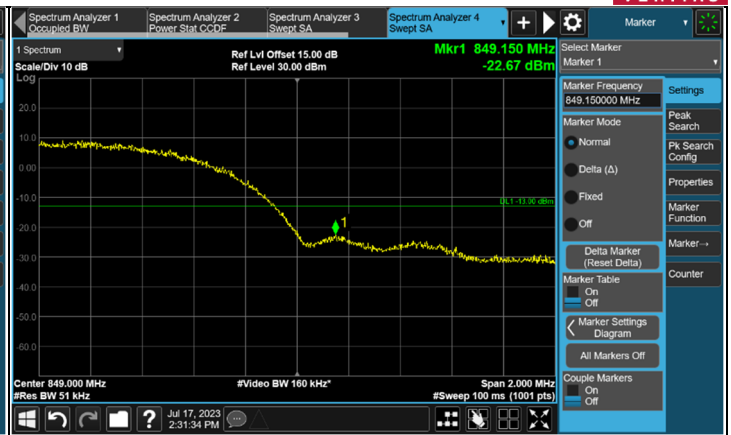 Spectrum Analyzer 1
Occupied BW
Spectrum Analyzer 2
Power Stat CCDF
Spectrum Analyzer 3
Swept SA
Spectrum Analyzer 4
Swept SA
Marker
1 Spectrum
Scale/Div 10 dB
Log
Ref Lvl Offset 15.00 dB
Ref Level 30.00 dBm
Mkr1 849.150 MHz
-22.67 dBm
20.0
10.0
0.00
-10.0
-20.0
-30.0
-40.0
-50.0
-60.0
DL1 -13.00 dBm
1
Center 849.000 MHz
#Res BW 51 kHz
#Video BW 160 kHz*
Span 2.000 MHz
#Sweep 100 ms (1001 pts)
Jul 17, 2023
2:31:34 PM
Select Marker
Marker 1
Marker Frequency
849.150000 MHz
Marker Mode
Normal
Delta (Δ)
Fixed
Off
Delta Marker
(Reset Delta)
Marker Table
On
Off
Marker Settings
Diagram
All Markers Off
Couple Markers
On
Off
Settings
Peak
Search
Pk Search
Config
Properties
Marker
Function
Marker→
Counter